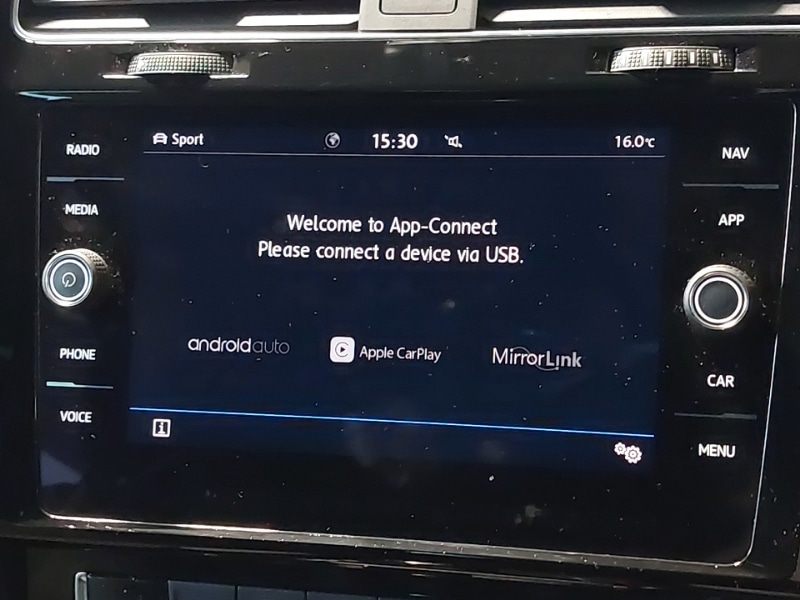 Sport 15:30 16.0°C
RADIO
MEDIA
PHONE
VOICE
Welcome to App-Connect
Please connect a device via USB.
androidauto Apple CarPlay MirrorLink
i
NAV
APP
CAR
MENU